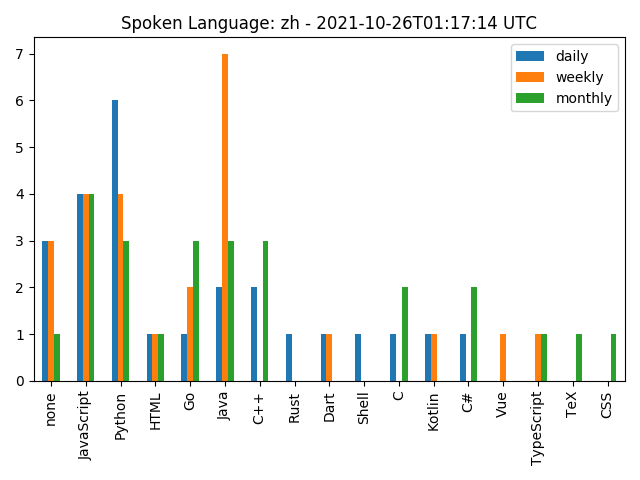 Spoken Language: zh - 2021-10-26T01:17:14 UTC
daily
weekly
monthly
7
6
5
4
3
2
1
0
none
JavaScript
Python
HTML
Go
Java
C++
Rust
Dart
Shell
C
Kotlin
C#
Vue
TypeScript
TeX
CSS